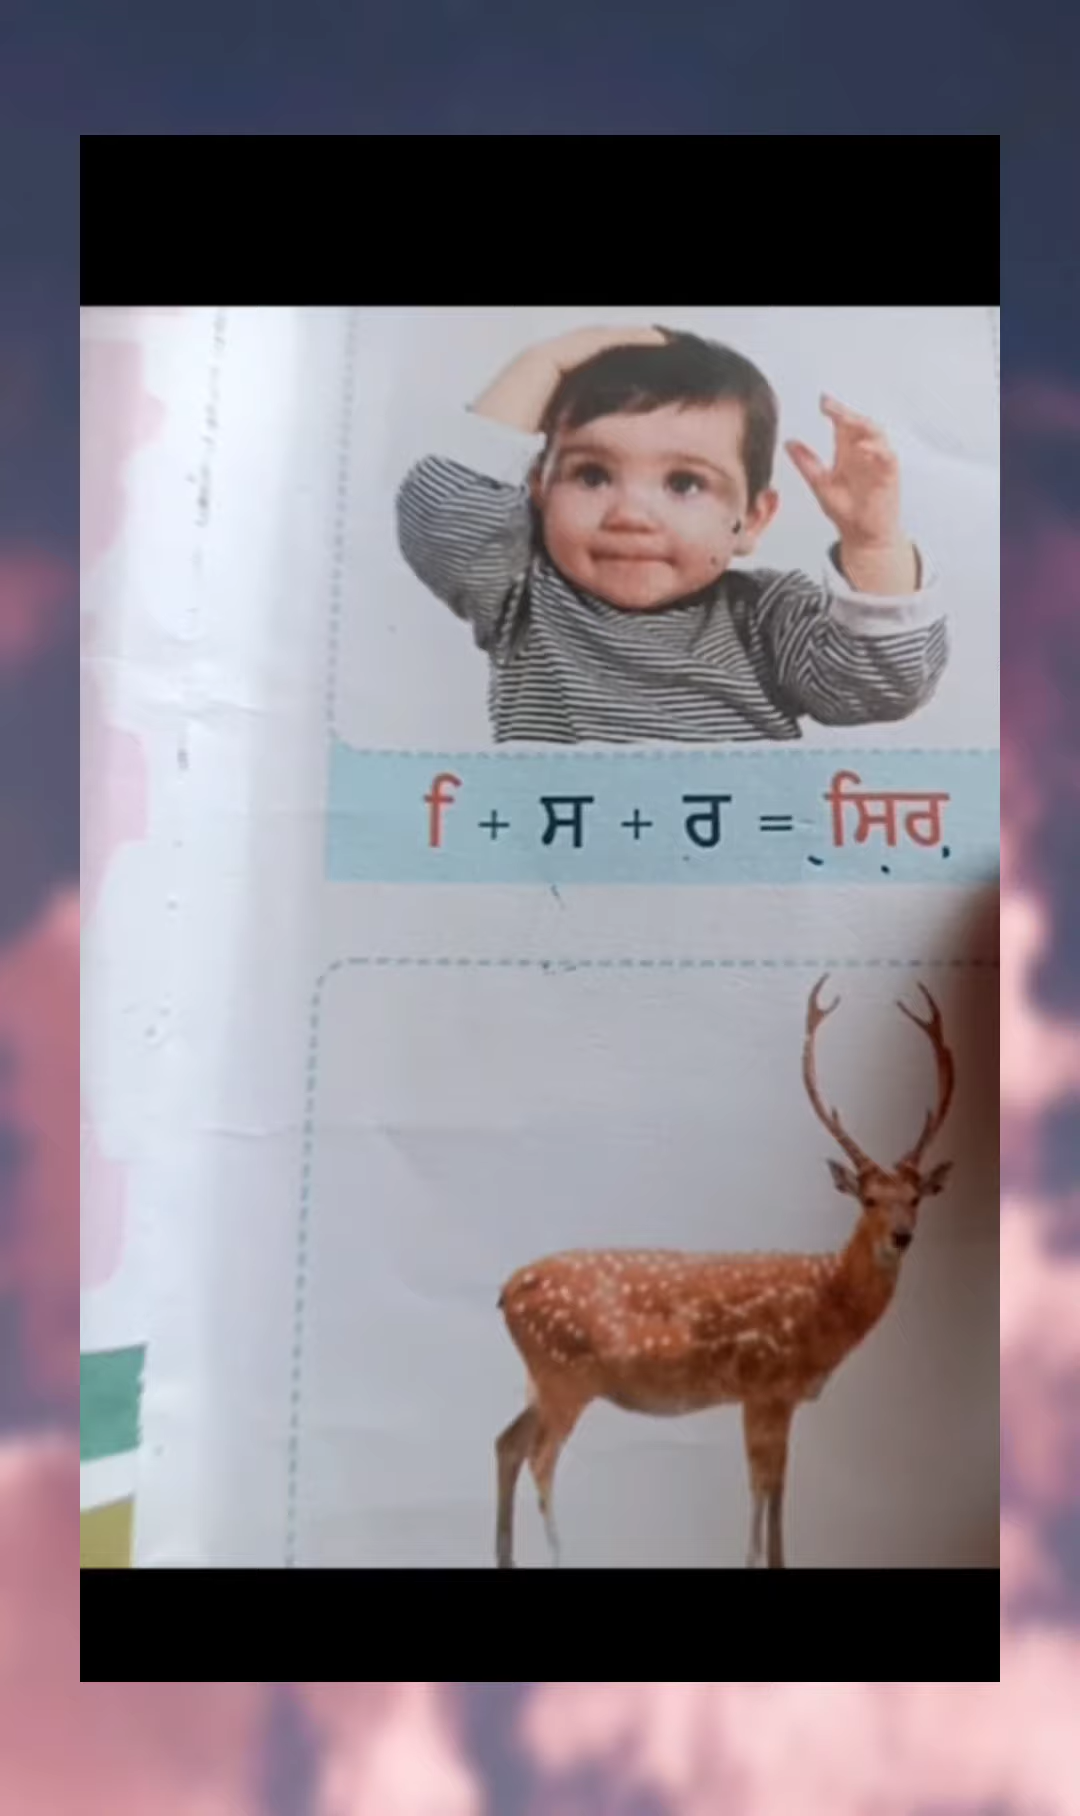 ਿ + ਸ + ਰ = ਸਿਰ